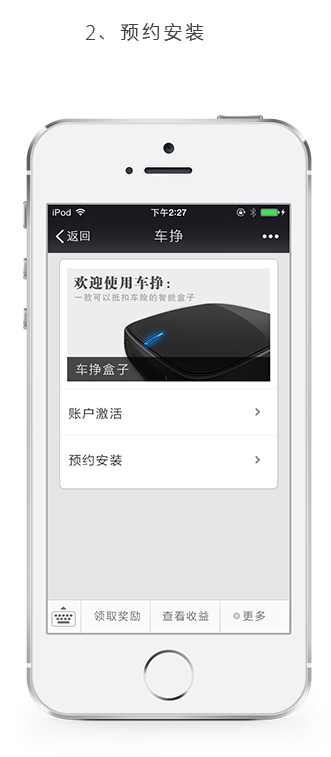 2、预约安装
iPod 下午2:27
返回 车挣
欢迎使用车挣：
一款可以抵扣车险的智能盒子
车挣盒子
账户激活
预约安装
领取奖励 查看收益 更多